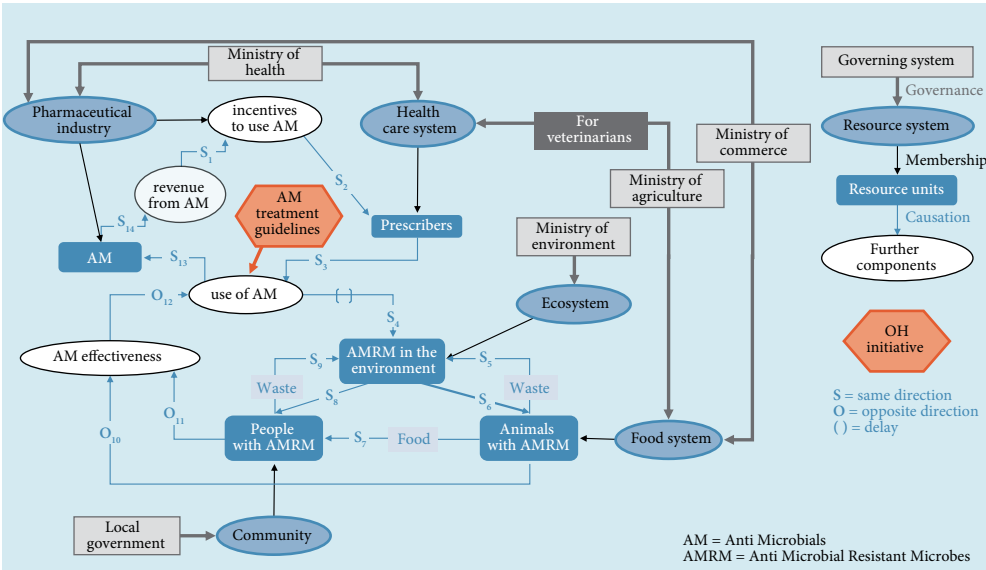 Ministry of
health
Governing system
Governance
Pharmaceutical
industry
incentives
to use AM
Health
care system
For
veterinarians
Ministry of
commerce
Resource system
Membership
S1
revenue
from AM
S2
Ministry of
agriculture
Resource units
AM
treatment
guidelines
Causation
S14
Prescribers
Ministry of
environment
Further
components
AM
S13
S3
O12
use of AM
( )
Ecosystem
S4
OH
initiative
AM effectiveness
S9
AMRM in the
environment
S5
Waste
S8
S6
Waste
S = same direction
O = opposite direction
( ) = delay
O11
O10
People
with AMRM
S7
Food
Animals
with AMRM
Food system
Local
government
Community
AM = Anti Microbials
AMRM = Anti Microbial Resistant Microbes